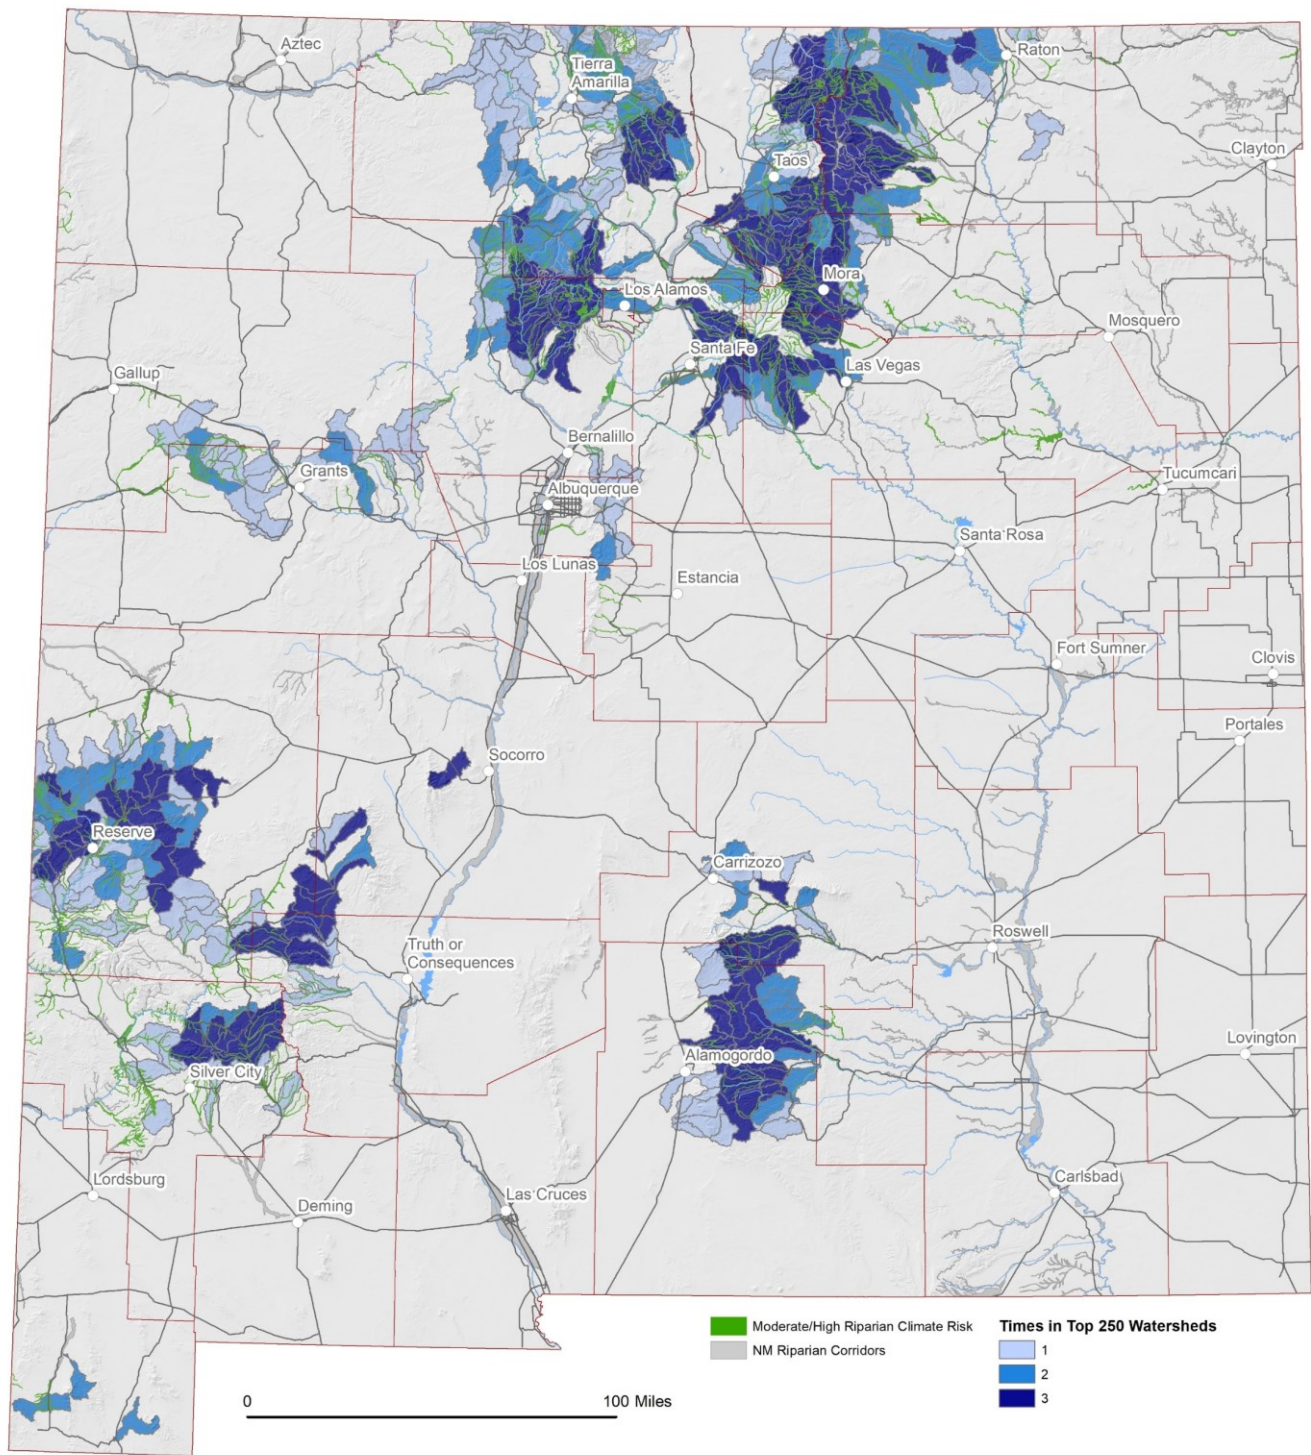 Aztec
Tierra
Amarilla
Raton
Clayton
Taos
Mora
Los Alamos
Mosquero
Santa Fe
Las Vegas
Gallup
Bernalillo
Grants
Albuquerque
Tucumcari
Santa Rosa
Los Lunas
Estancia
Fort Sumner
Clovis
Portales
Socorro
Reserve
Carrizozo
Roswell
Truth or
Consequences
Lovington
Alamogordo
Silver City
Lordsburg
Carlsbad
Deming
Las Cruces
Moderate/High Riparian Climate Risk
NM Riparian Corridors
Times in Top 250 Watersheds
1
2
3
0 100 Miles